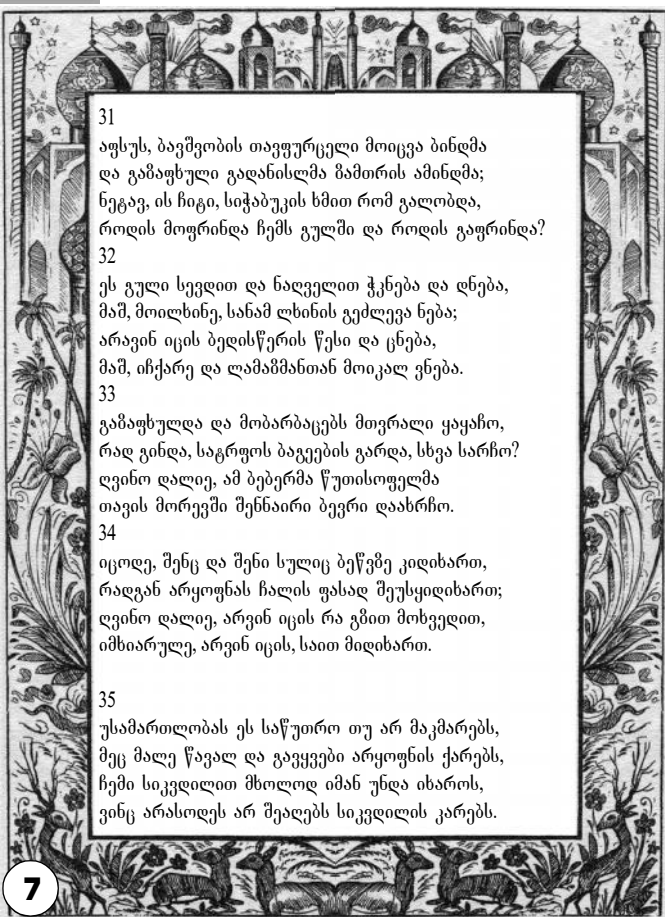 31
აფსუს, ბავშვობის თავფურცელი მოიცვა ბინდმა
და გაზაფხული გადანისლმა ზამთრის ამინდმა;
ნეტავ, ის ჩიტი, სიჭაბუკის ხმით რომ გალობდა,
როდის მოფრინდა ჩემს გულში და როდის გაფრინდა?
32
ეს გული სევდით და ნაღველით ჭკნება და დნება,
მაშ, მოილხინე, სანამ ლხინის გეძლევა ნება;
არავინ იცის ბედისწერის წესი და ცნება,
მაშ, იჩქარე და ლამაზმანთან მოიკალ ვნება.
33
გაზაფხულდა და მობარბაცებს მთვრალი ყაყაჩო,
რად გინდა, სატრფოს ბაგეების გარდა, სხვა სარჩო?
ღვინო დალიე, ამ ბებერმა წუთისოფელმა
თავის მორევში შენნაირი ბევრი დაახრჩო.
34
იცოდე, შენც და შენი სულიც ბეწვზე კიდიხართ,
რადგან არყოფნას ჩალის ფასად შეუსყიდიხართ;
ღვინო დალიე, არვინ იცის რა გზით მოხვედით,
იმხიარულე, არვინ იცის, საით მიდიხართ.
35
უსამართლობას ეს საწუთრო თუ არ მაკმარებს,
მეც მალე წავალ და გავყვები არყოფნის ქარებს,
ჩემი სიკვდილით მხოლოდ იმან უნდა იხაროს,
ვინც არასოდეს არ შეაღებს სიკვდილის კარებს.
7